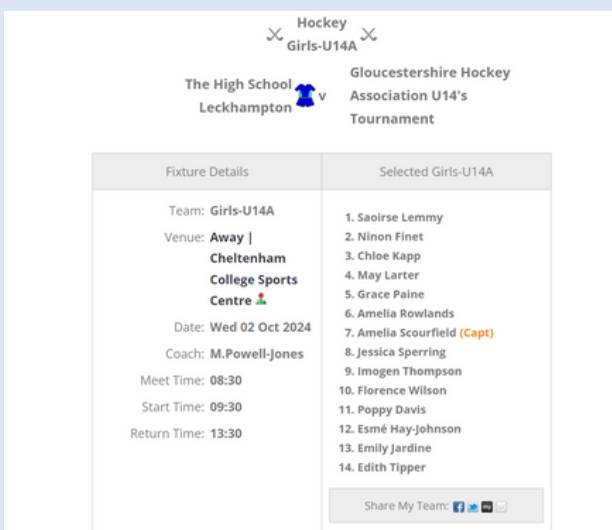 Hockey
Girls-U14A
The High School
Leckhampton
v
Gloucestershire Hockey
Association U14's
Tournament
Fixture Details
Team: Girls-U14A
Venue: Away |
Cheltenham
College Sports
Centre
Date: Wed 02 Oct 2024
Coach: M.Powell-Jones
Meet Time: 08:30
Start Time: 09:30
Return Time: 13:30
Selected Girls-U14A
1. Saoirse Lemmy
2. Ninon Finet
3. Chloe Kapp
4. May Larter
5. Grace Paine
6. Amelia Rowlands
7. Amelia Scourfield (Capt)
8. Jessica Sperring
9. Imogen Thompson
10. Florence Wilson
11. Poppy Davis
12. Esmé Hay-Johnson
13. Emily Jardine
14. Edith Tipper
Share My Team: